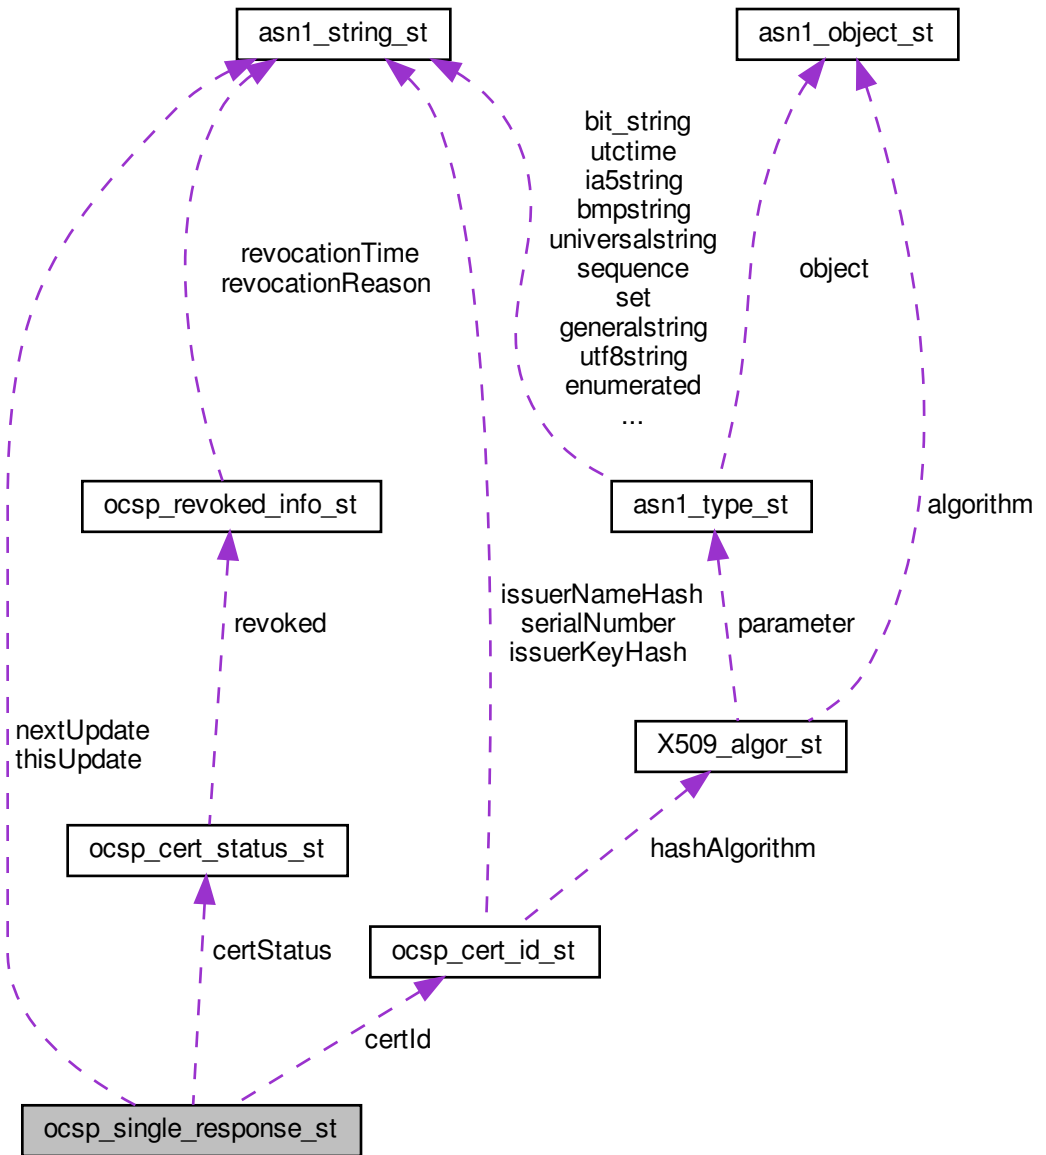 asn1_string_st
asn1_object_st
bit_string
utctime
ia5string
bmpstring
universalstring
sequence
set
generalstring
utf8string
enumerated
...
revocationTime
revocationReason
object
ocsp_revoked_info_st
asn1_type_st
algorithm
issuerNameHash
serialNumber
issuerKeyHash
revoked
parameter
nextUpdate
thisUpdate
X509_algor_st
ocsp_cert_status_st
hashAlgorithm
certStatus
ocsp_cert_id_st
certId
ocsp_single_response_st